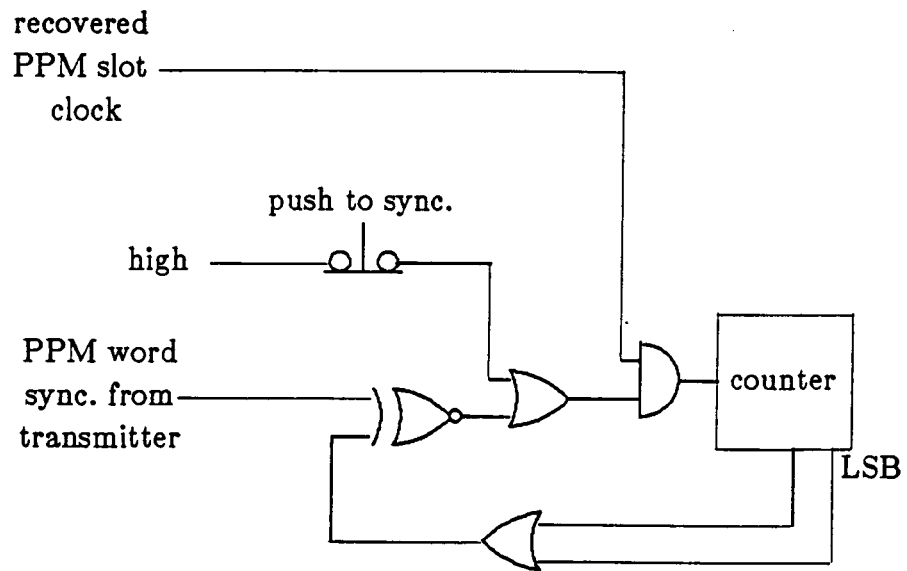 recovered
PPM slot
clock
push to sync.
high
PPM word
sync. from
transmitter
counter
LSB